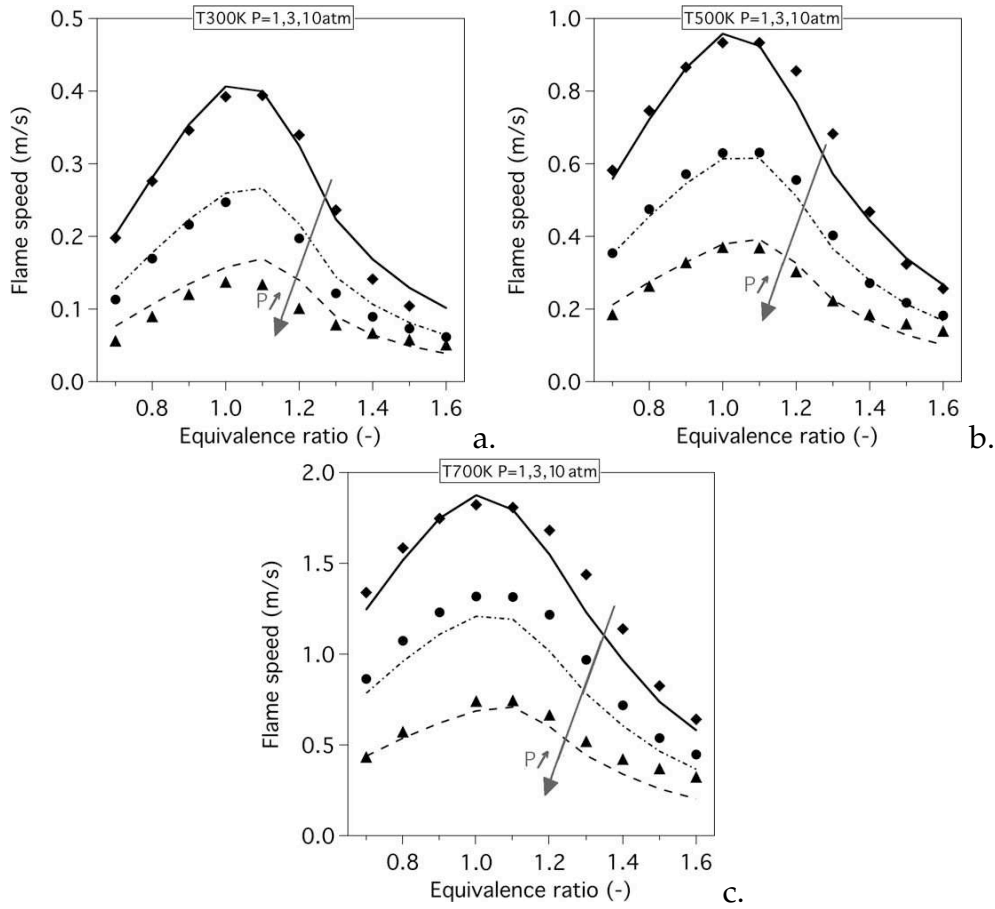 T300K P=1,3,10atm
Flame speed (m/s)
0.5
0.4
0.3
0.2
0.1
0.0
P
0.8 1.0 1.2 1.4 1.6
Equivalence ratio (-)
a.
T500K P=1,3,10atm
Flame speed (m/s)
1.0
0.8
0.6
0.4
0.2
0.0
P
0.8 1.0 1.2 1.4 1.6
Equivalence ratio (-)
b.
T700K P=1,3,10 atm
Flame speed (m/s)
2.0
1.5
1.0
0.5
0.0
P
0.8 1.0 1.2 1.4 1.6
Equivalence ratio (-)
c.